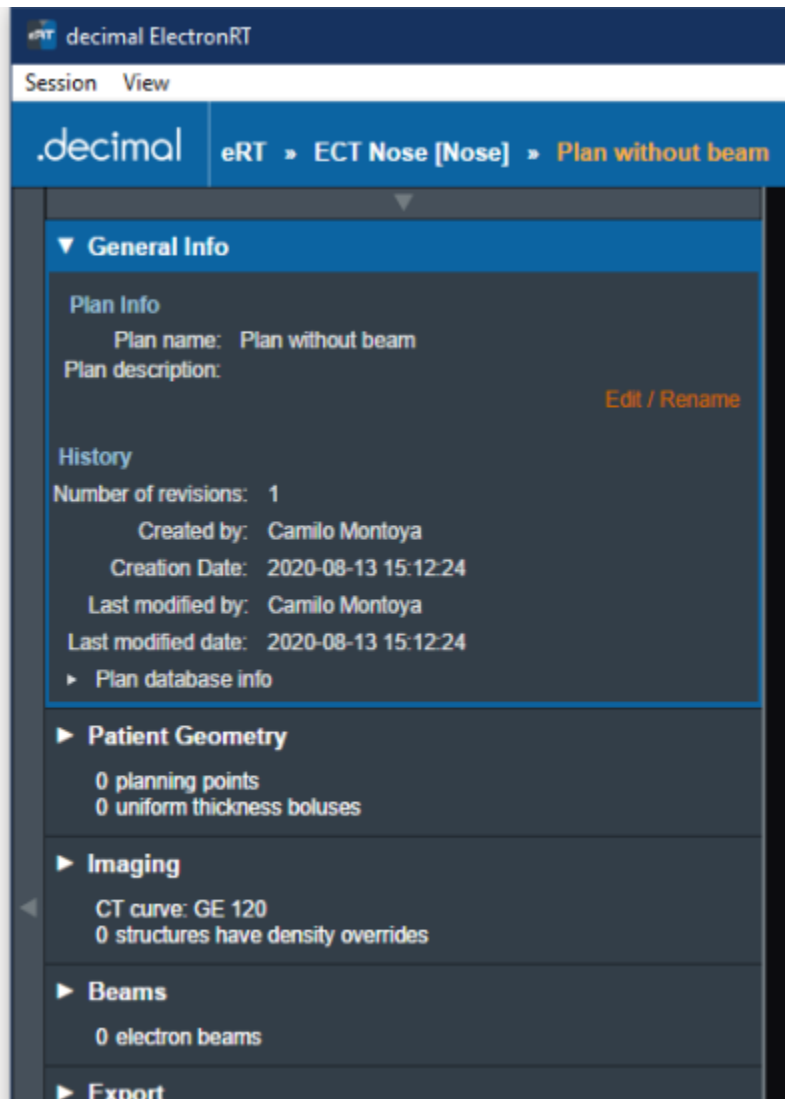 eRT decimal ElectronRT
Session View
.decimal eRT » ECT Nose [Nose] » Plan without beam
General Info
Plan Info
Plan name: Plan without beam
Plan description:
Edit / Rename
History
Number of revisions: 1
Created by: Camilo Montoya
Creation Date: 2020-08-13 15:12:24
Last modified by: Camilo Montoya
Last modified date: 2020-08-13 15:12:24
Plan database info
Patient Geometry
0 planning points
0 uniform thickness boluses
Imaging
CT curve: GE 120
0 structures have density overrides
Beams
0 electron beams
Export